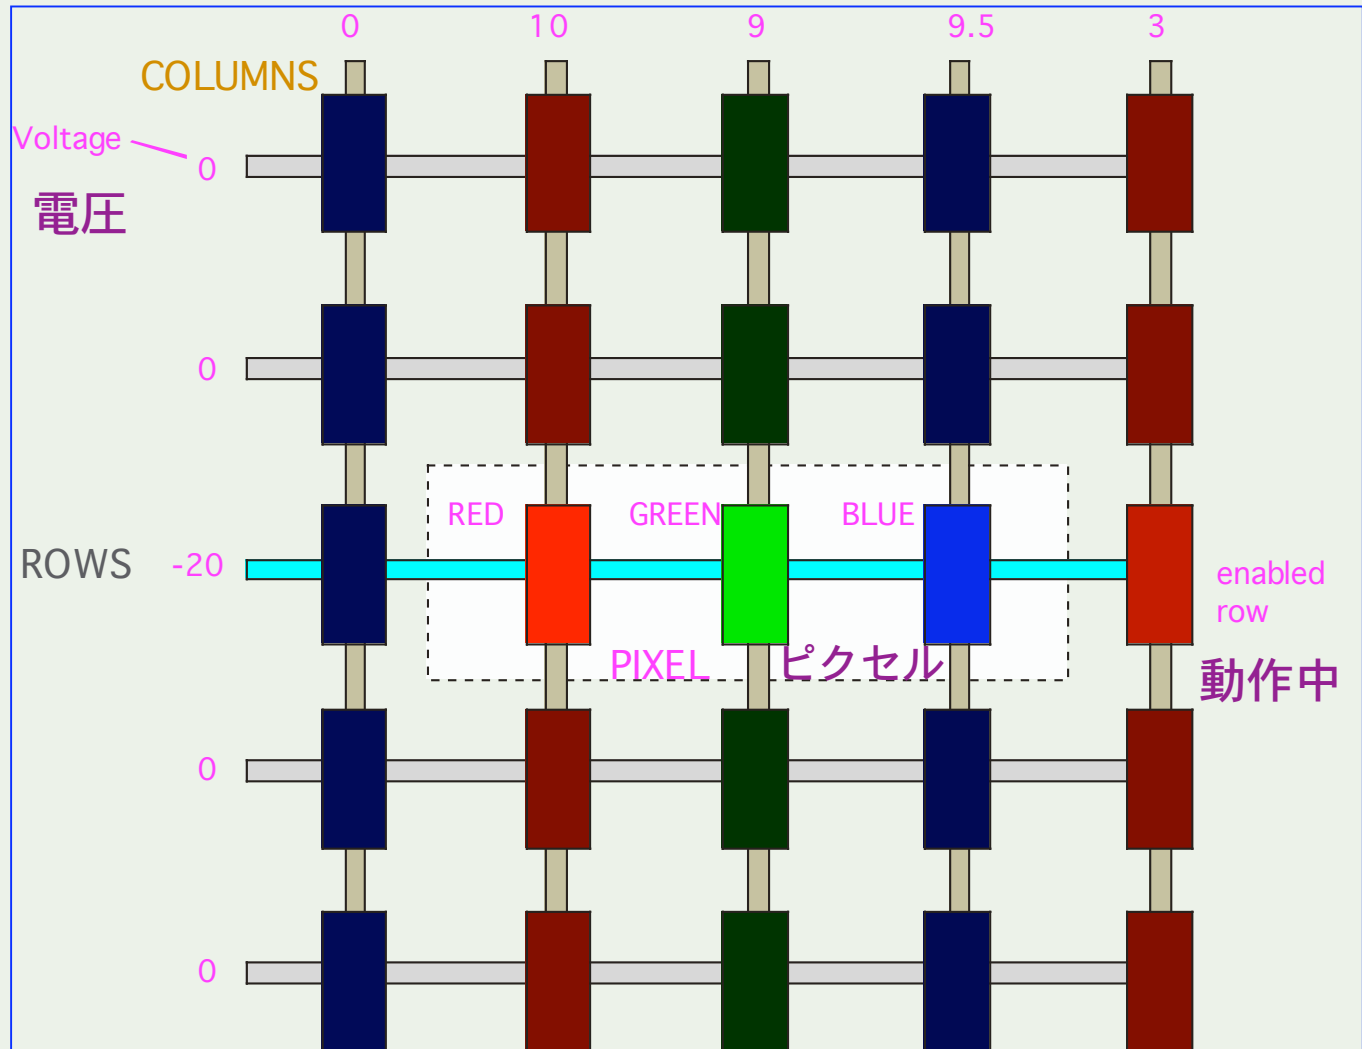 0 10 9 9.5 3
COLUMNS
Voltage
0
電圧
0
RED GREEN BLUE
ROWS -20
enabled
row
PIXEL ピクセル
動作中
0
0